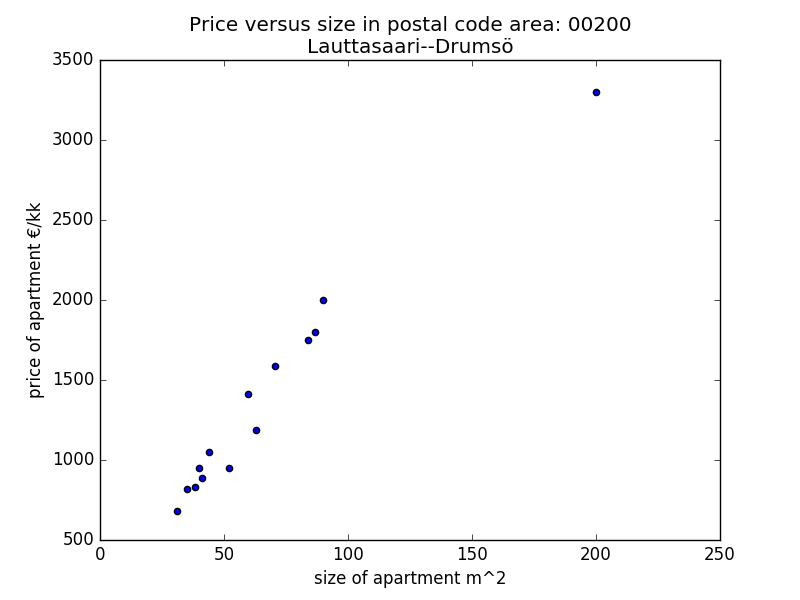 Price versus size in postal code area: 00200
Lauttasaari--Drumsö
3500
3000
2500
2000
1500
1000
500
price of apartment €/kk
0 50 100 150 200 250
size of apartment m^2